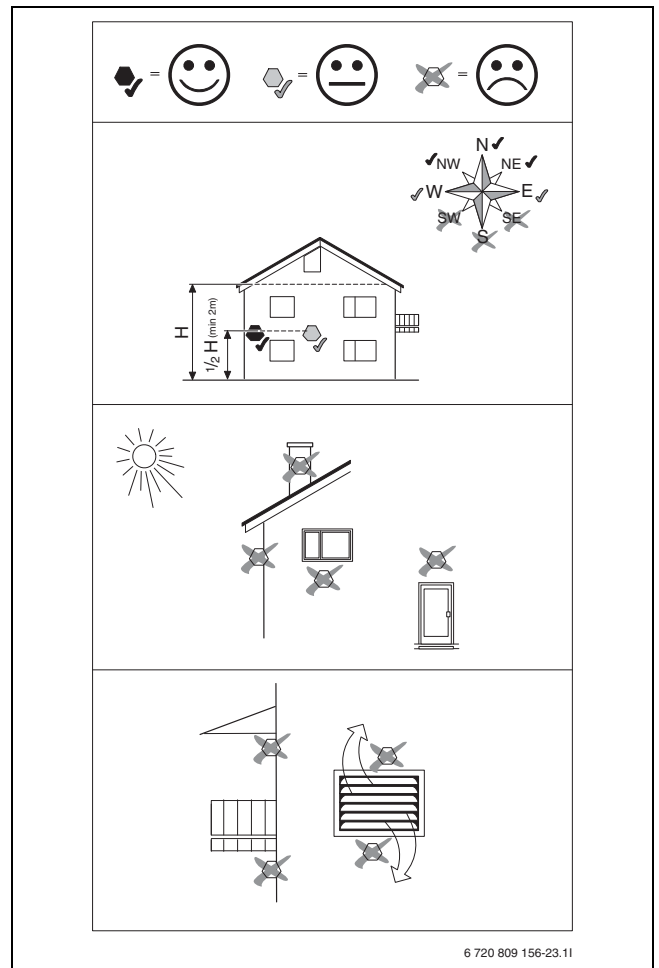 = = =
N
NW NE
W E
SW SE
S
H
1/2 H (min 2m)
6 720 809 156-23.1I